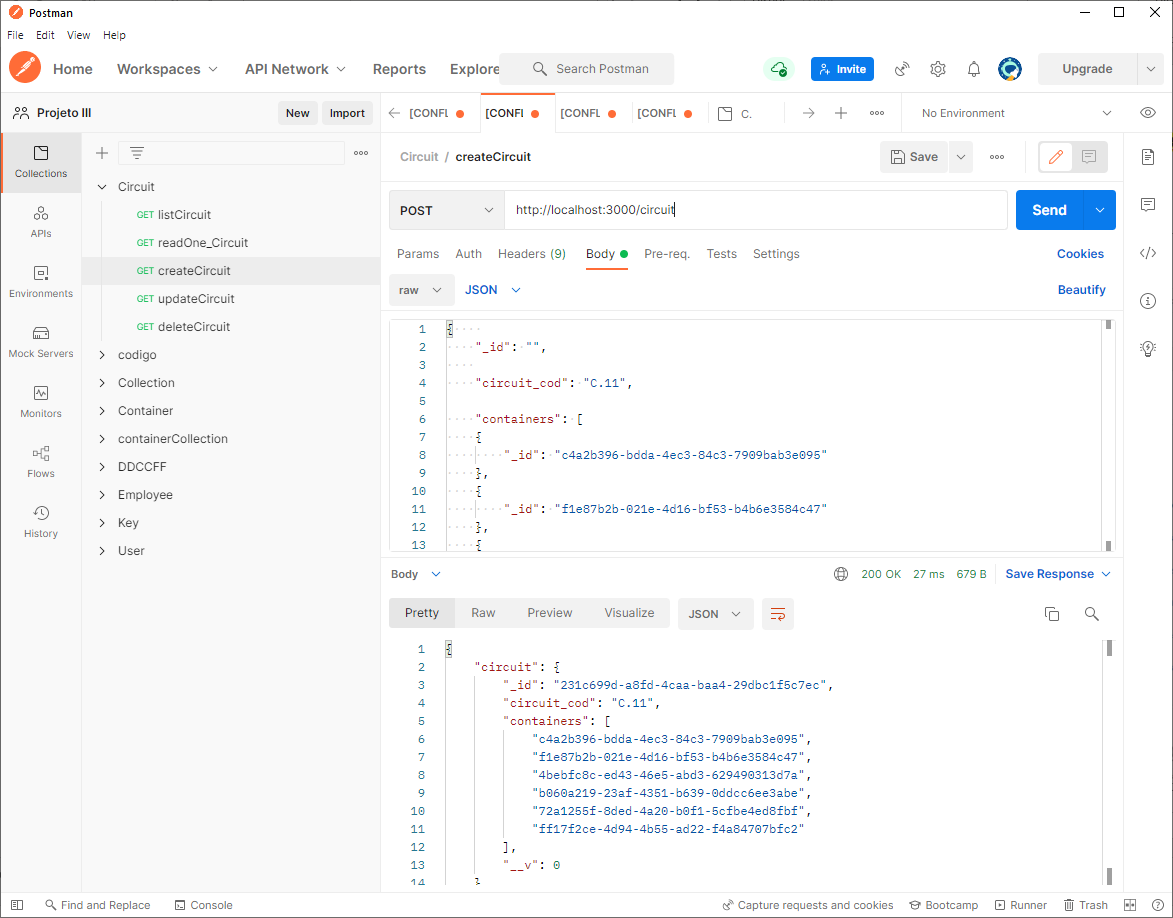 Postman
File Edit View Help
Home Workspaces API Network Reports Explore Search Postman Invite Upgrade
Projeto III New Import
[CONFL [CONFL [CONFL [CONFL C. No Environment
Collections
APIs
Environments
Mock Servers
Monitors
Flows
History
Circuit
GET listCircuit
GET readOne_Circuit
GET createCircuit
GET updateCircuit
GET deleteCircuit
codigo
Collection
Container
containerCollection
DDCCFF
Employee
Key
User
Circuit / createCircuit Save
POST http://localhost:3000/circuit Send
Params Auth Headers (9) Body Pre-req. Tests Settings Cookies
raw JSON Beautify
1 {
2 "_id": "",
3
4 "circuit_cod": "C.11",
5
6 "containers": [
7 {
8 "_id": "c4a2b396-bdda-4ec3-84c3-7909bab3e095"
9 },
10 {
11 "_id": "f1e87b2b-021e-4d16-bf53-b4b6e3584c47"
12 },
13 {
Body 200 OK 27 ms 679 B Save Response
Pretty Raw Preview Visualize JSON
1 {
2 "circuit": {
3 "_id": "231c699d-a8fd-4caa-baa4-29dbc1f5c7ec",
4 "circuit_cod": "C.11",
5 "containers": [
6 "c4a2b396-bdda-4ec3-84c3-7909bab3e095",
7 "f1e87b2b-021e-4d16-bf53-b4b6e3584c47",
8 "4bebfc8c-ed43-46e5-abd3-629490313d7a",
9 "b060a219-23af-4351-b639-0ddcc6ee3abe",
10 "72a1255f-8ded-4a20-b0f1-5cfbe4ed8fbf",
11 "ff17f2ce-4d94-4b55-ad22-f4a84707bfc2"
12 ],
13 "__v": 0
14 }
Find and Replace Console Capture requests and cookies Bootcamp Runner Trash